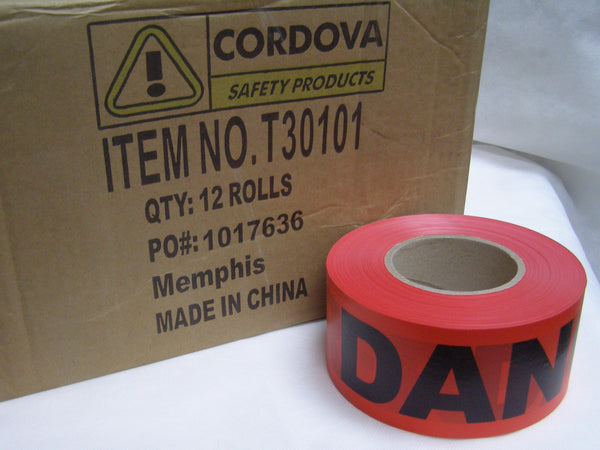 CORDOVA
SAFETY PRODUCTS
ITEM NO. T30101
QTY: 12 ROLLS
PO#: 1017636
Memphis
MADE IN CHINA
DAN